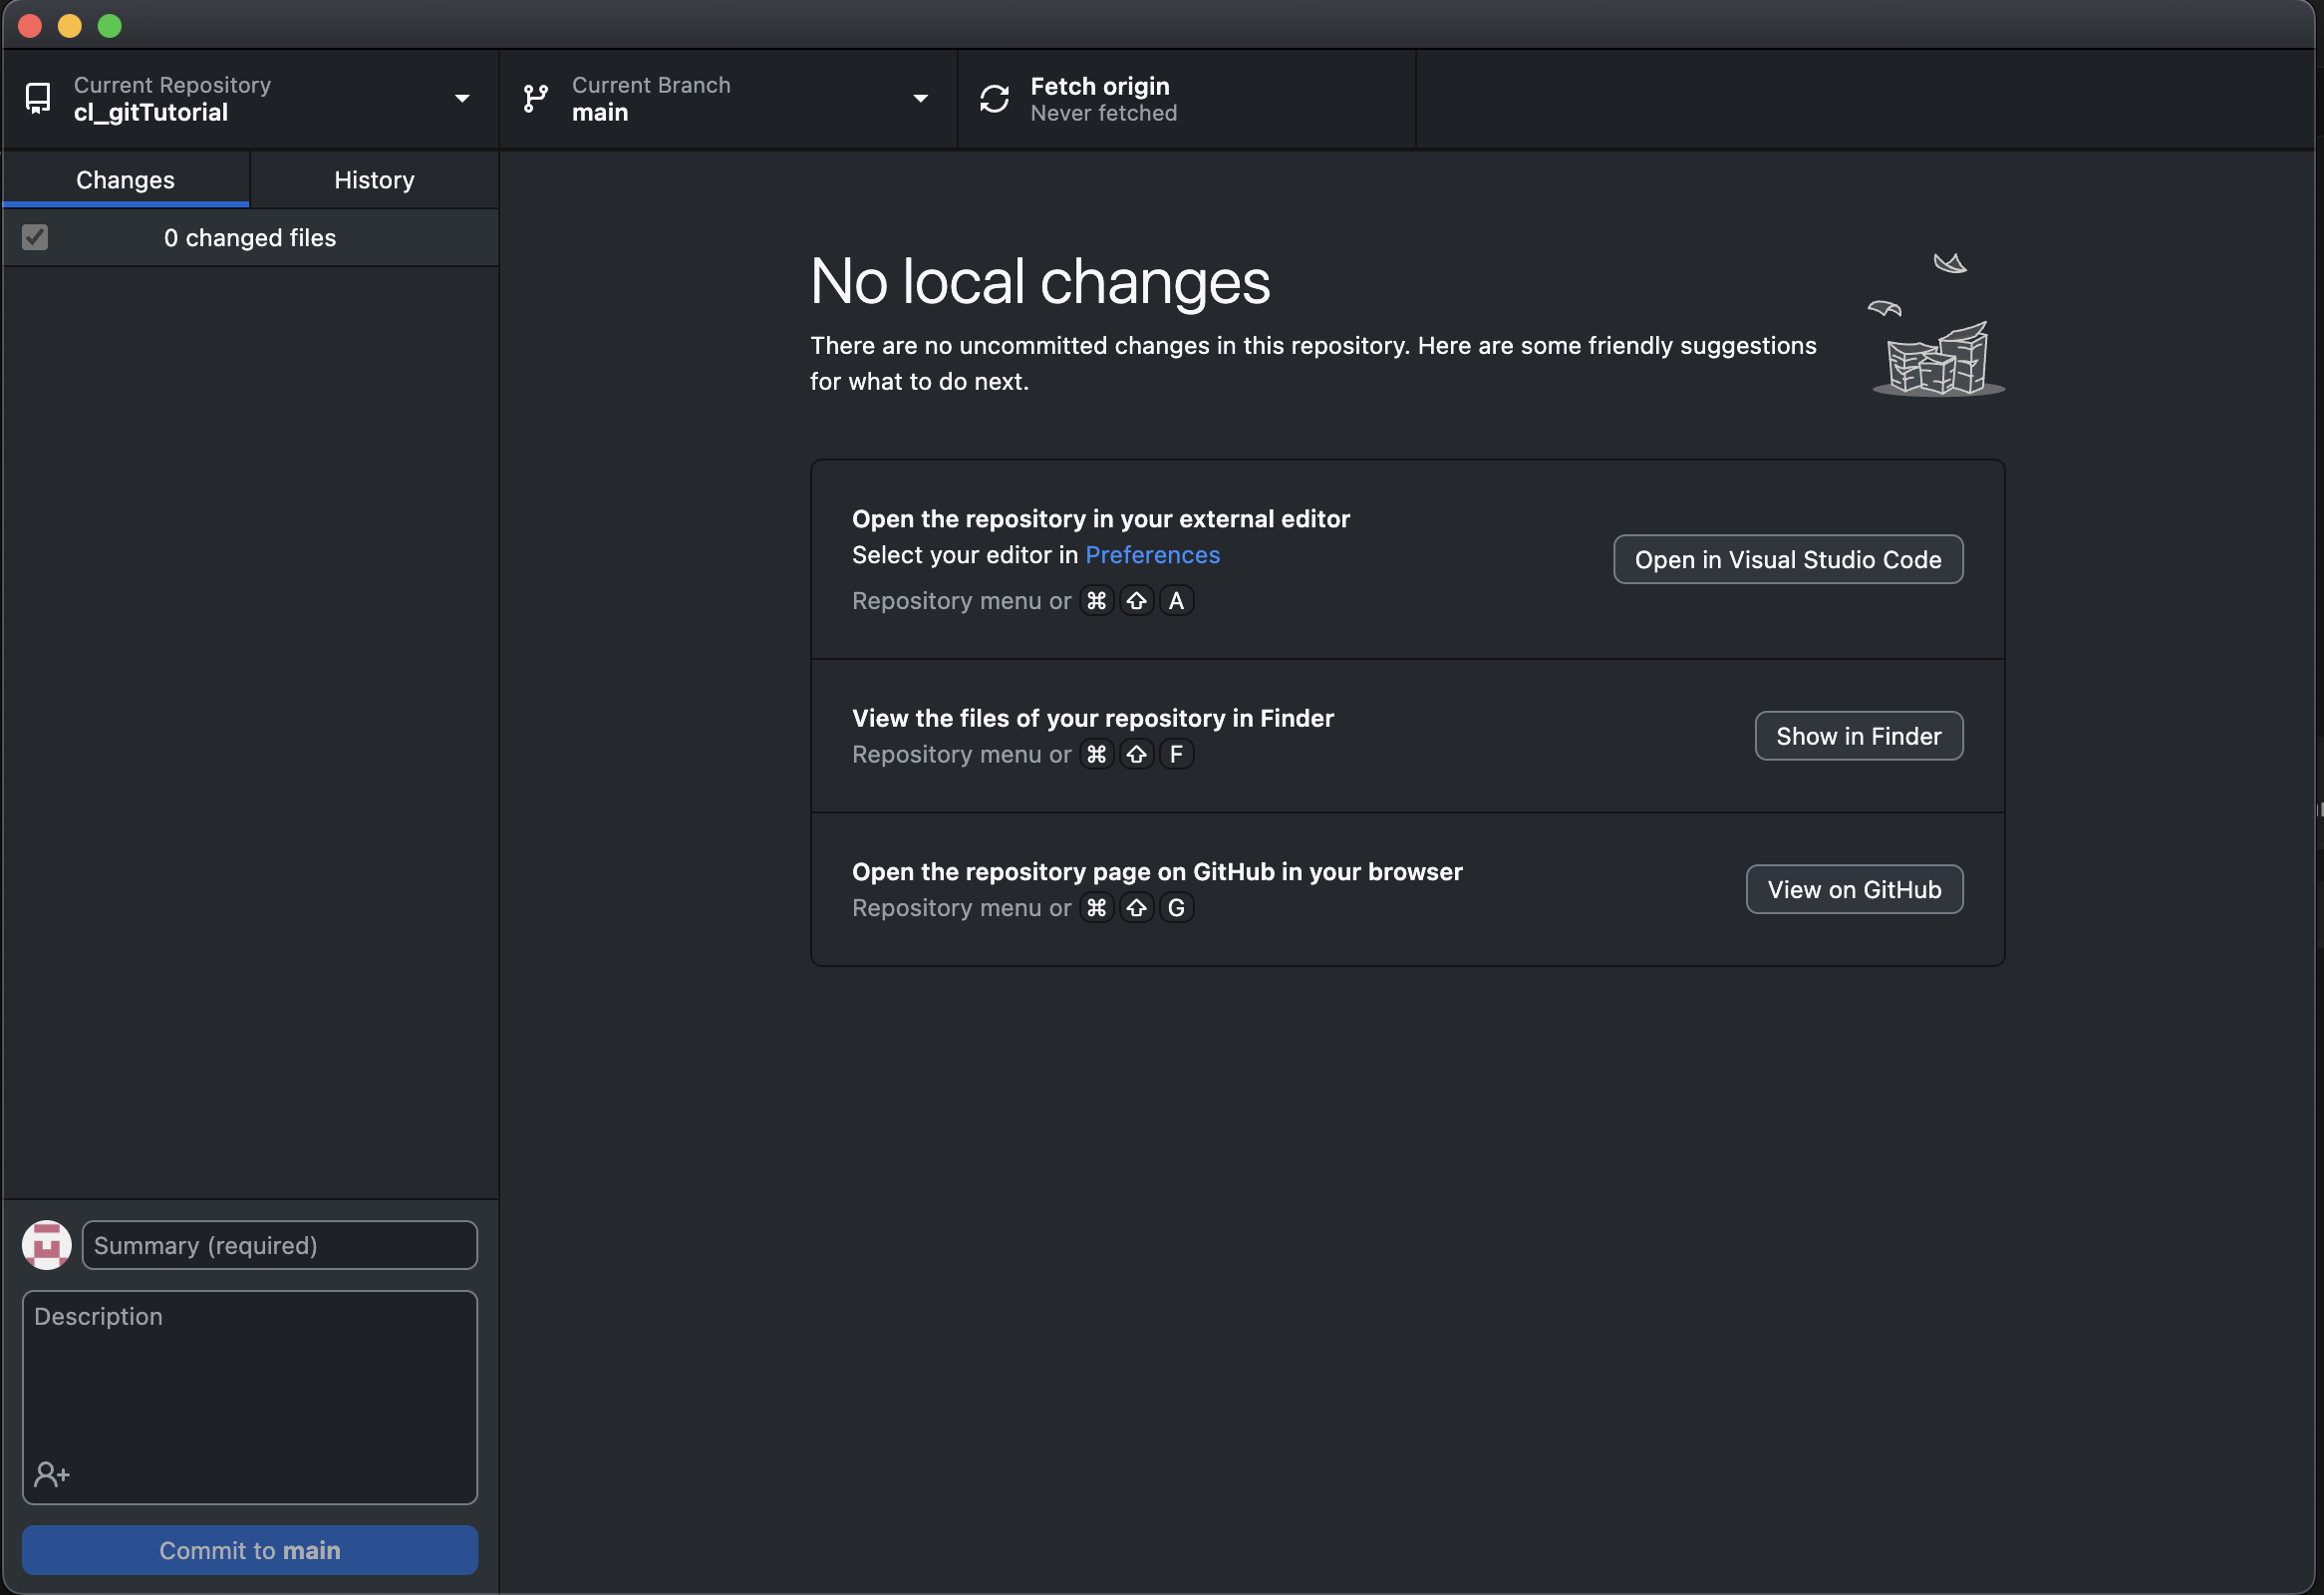 Current Repository
cl_gitTutorial
Current Branch
main
Fetch origin
Never fetched
Changes
History
0 changed files
No local changes
There are no uncommitted changes in this repository. Here are some friendly suggestions
for what to do next.
Open the repository in your external editor
Select your editor in Preferences
Repository menu or ⌘ ⇧ A
Open in Visual Studio Code
View the files of your repository in Finder
Repository menu or ⌘ ⇧ F
Show in Finder
Open the repository page on GitHub in your browser
Repository menu or ⌘ ⇧ G
View on GitHub
Summary (required)
Description
Commit to main